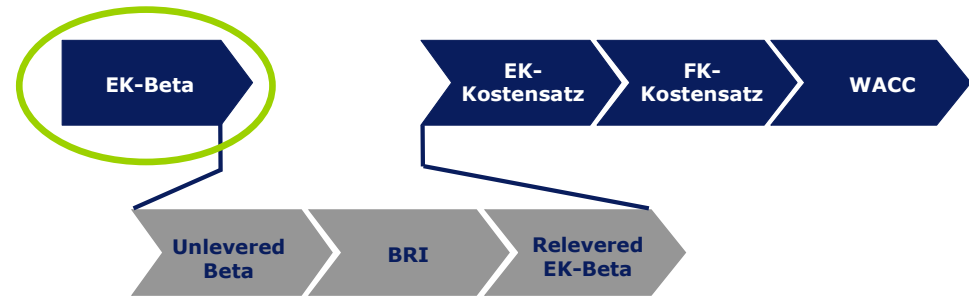 EK-Beta
EK-
Kostensatz
FK-
Kostensatz
WACC
Unlevered
Beta
BRI
Relevered
EK-Beta